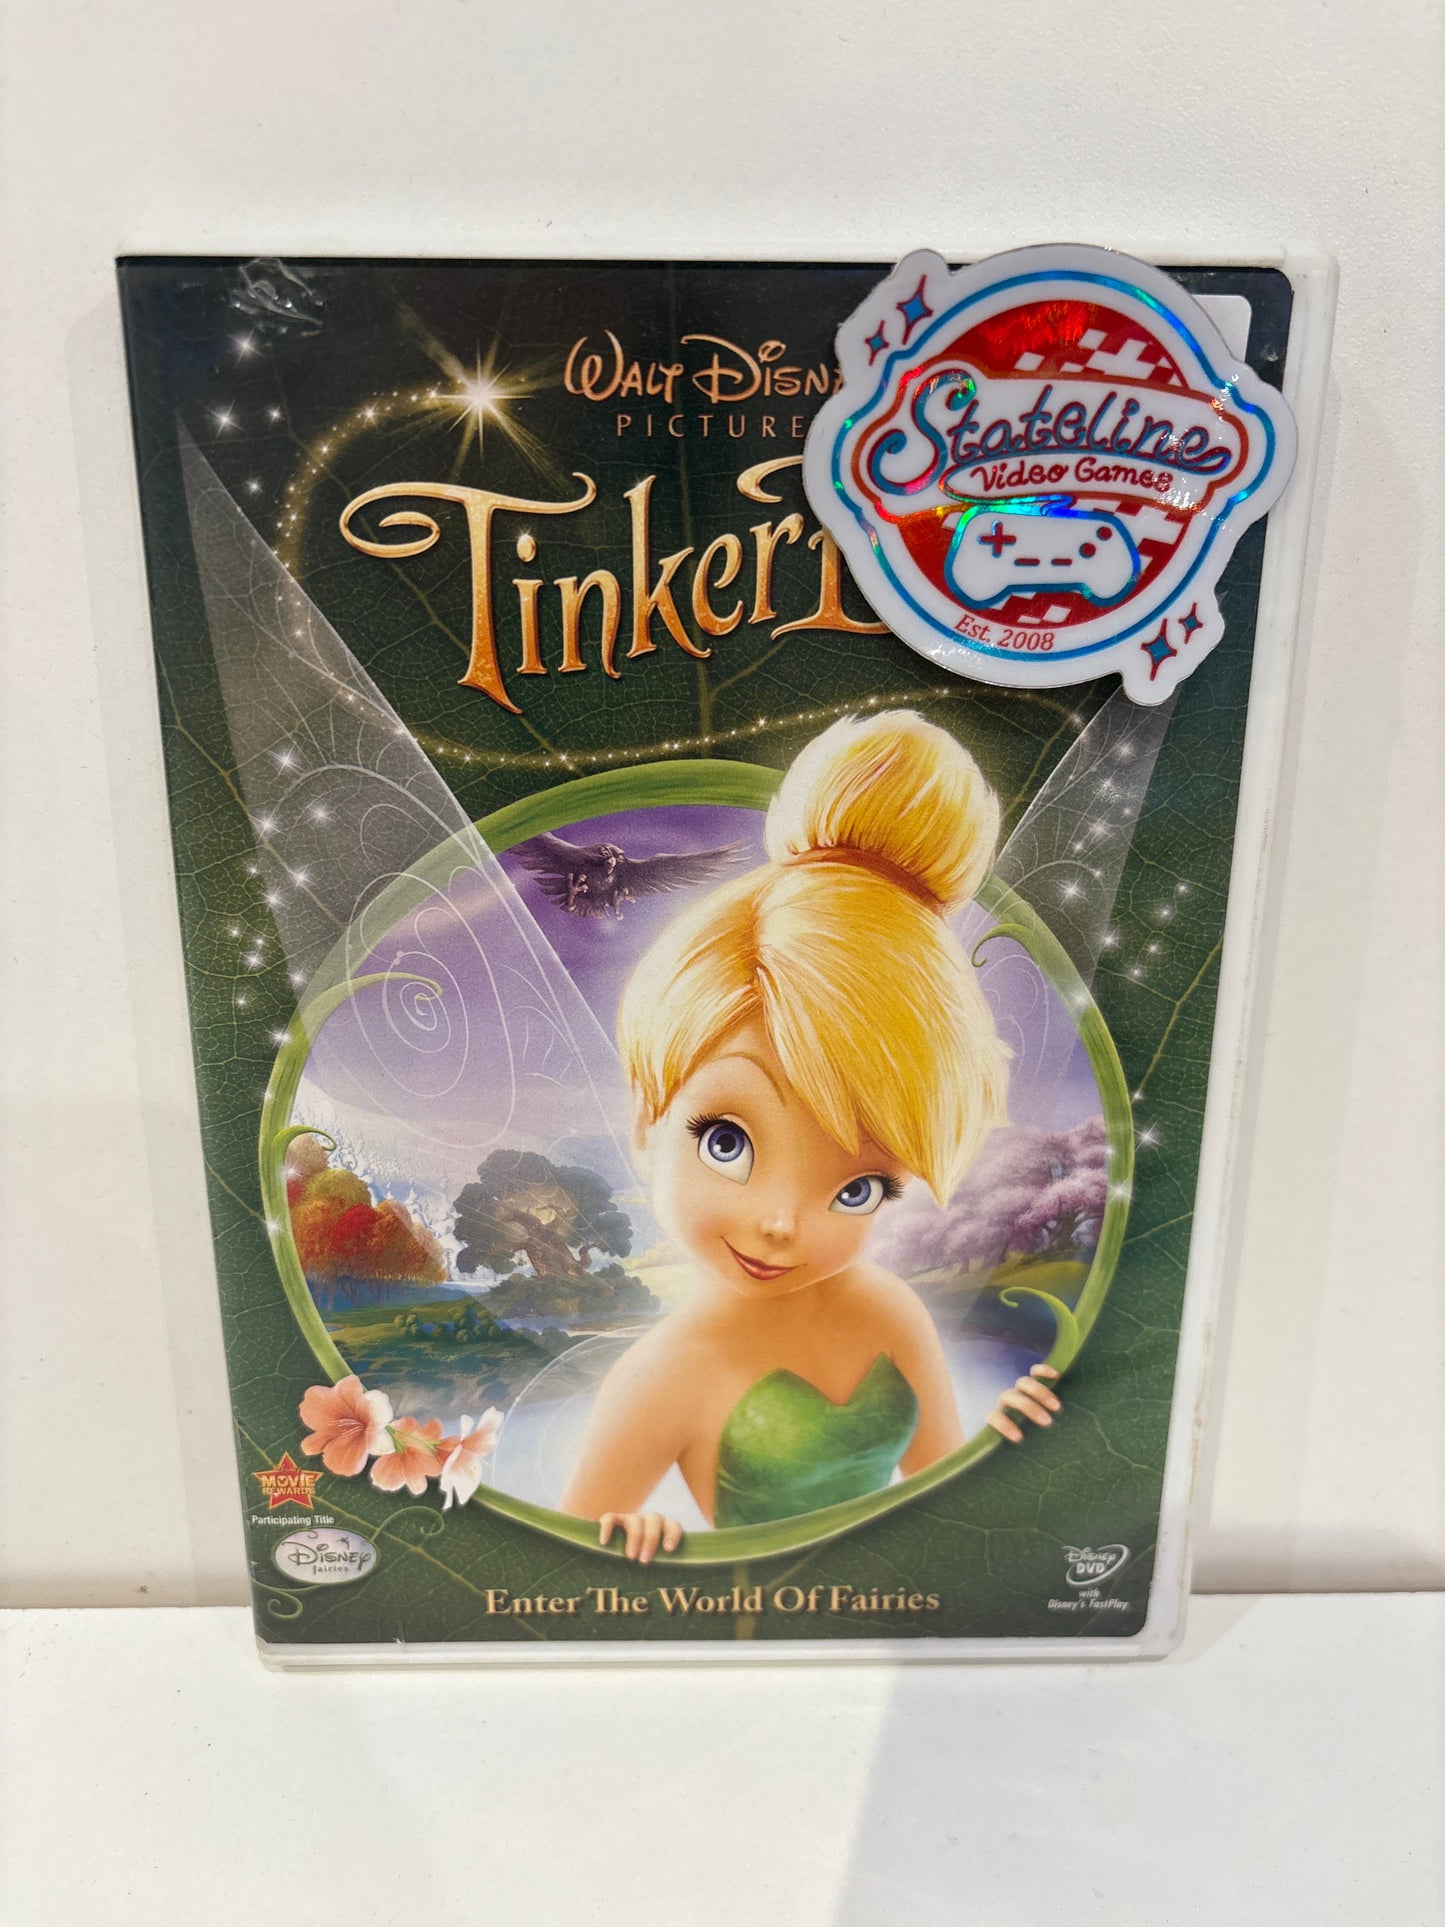 WALT DISN
PICTURE
TINKER B
Stateline
Video Games
Est. 2008
MOVIE
REWARDS
Participating Title
DISNEY
fairies
ENTER THE WORLD OF FAIRIES
DISNEY
DVD
with
Disney's FastPlay